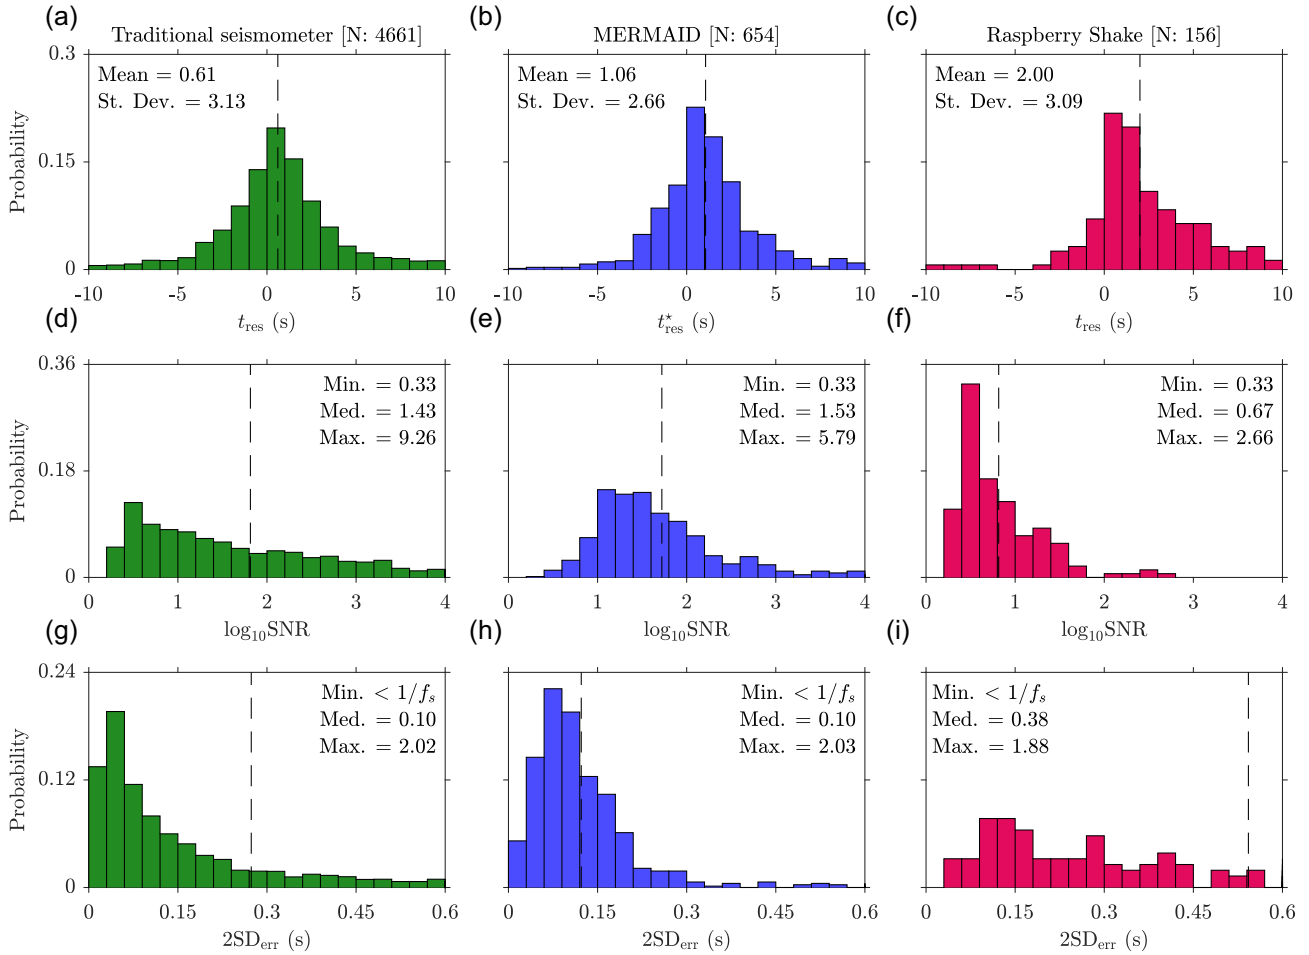 (a)
Traditional seismometer [N: 4661]
(b)
MERMAID [N: 654]
(c)
Raspberry Shake [N: 156]
0.3
0.15
0
Probability
Mean = 0.61
St. Dev. = 3.13
-10
-5
0
5
10
t_res (s)
Mean = 1.06
St. Dev. = 2.66
-10
-5
0
5
10
t*_res (s)
Mean = 2.00
St. Dev. = 3.09
-10
-5
0
5
10
t_res (s)
(d)
0.36
0.18
0
Probability
Min. = 0.33
Med. = 1.43
Max. = 9.26
0
1
2
3
4
log₁₀SNR
(e)
Min. = 0.33
Med. = 1.53
Max. = 5.79
0
1
2
3
4
log₁₀SNR
(f)
Min. = 0.33
Med. = 0.67
Max. = 2.66
0
1
2
3
4
log₁₀SNR
(g)
0.24
0.12
0
Probability
Min. < 1/f_s
Med. = 0.10
Max. = 2.02
0
0.15
0.3
0.45
0.6
2SD_err (s)
(h)
Min. < 1/f_s
Med. = 0.10
Max. = 2.03
0
0.15
0.3
0.45
0.6
2SD_err (s)
(i)
Min. < 1/f_s
Med. = 0.38
Max. = 1.88
0
0.15
0.3
0.45
0.6
2SD_err (s)